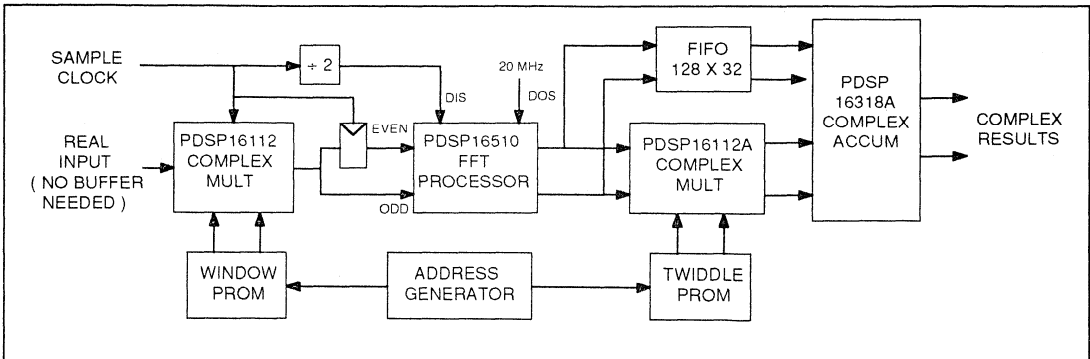 SAMPLE
CLOCK
÷ 2
20 MHz
DIS
DOS
FIFO
128 X 32
PDSP
16318A
COMPLEX
ACCUM
COMPLEX
RESULTS
REAL
INPUT
( NO BUFFER
NEEDED )
PDSP16112
COMPLEX
MULT
EVEN
ODD
PDSP16510
FFT
PROCESSOR
PDSP16112A
COMPLEX
MULT
WINDOW
PROM
ADDRESS
GENERATOR
TWIDDLE
PROM